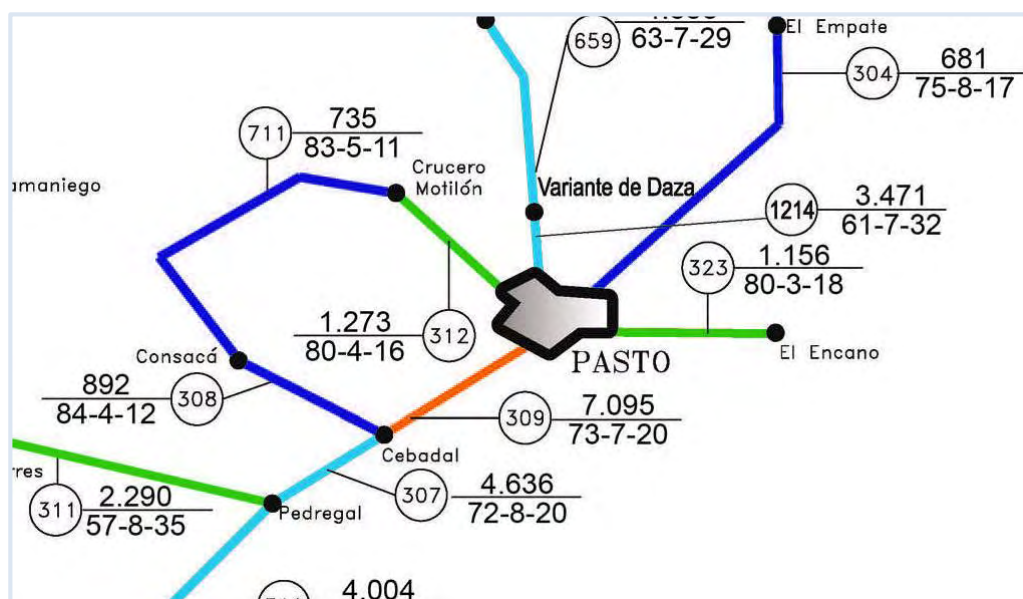 659
63-7-29
El Empate
304
681
75-8-17
711
735
83-5-11
Crucero
Motilón
amaniego
Variante de Daza
1214
3.471
61-7-32
323
1.156
80-3-18
312
1.273
80-4-16
El Encano
PASTO
Consacá
308
892
84-4-12
309
7.095
73-7-20
Cebadal
307
4.636
72-8-20
rres
311
2.290
57-8-35
Pedregal
4.004